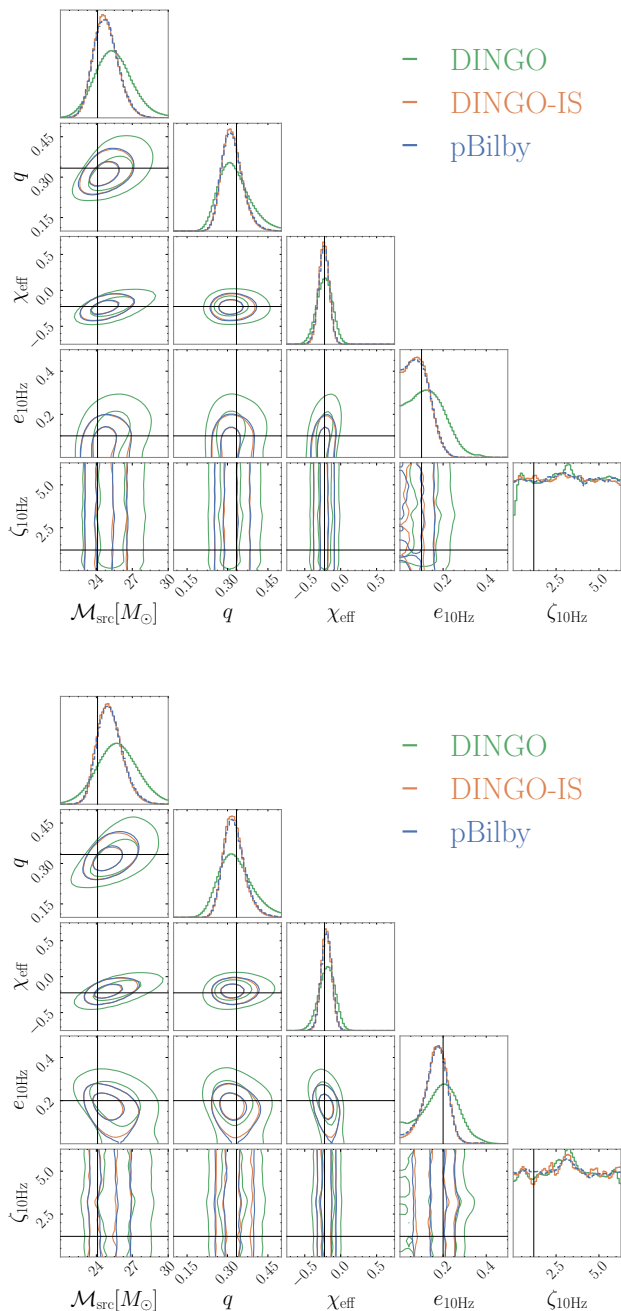 DINGO
DINGO-IS
pBilby
0.45
0.30
0.15
q
0.5
0.0
−0.5
χeff
0.4
0.2
e10Hz
5.0
2.5
ζ10Hz
24 27 30 0.15 0.30 0.45 −0.5 0.0 0.5 0.2 0.4 2.5 5.0
ℳsrc[M⊙] q χeff e10Hz ζ10Hz
DINGO
DINGO-IS
pBilby
0.45
0.30
0.15
q
0.5
0.0
−0.5
χeff
0.4
0.2
e10Hz
5.0
2.5
ζ10Hz
24 27 30 0.15 0.30 0.45 −0.5 0.0 0.5 0.2 0.4 2.5 5.0
ℳsrc[M⊙] q χeff e10Hz ζ10Hz